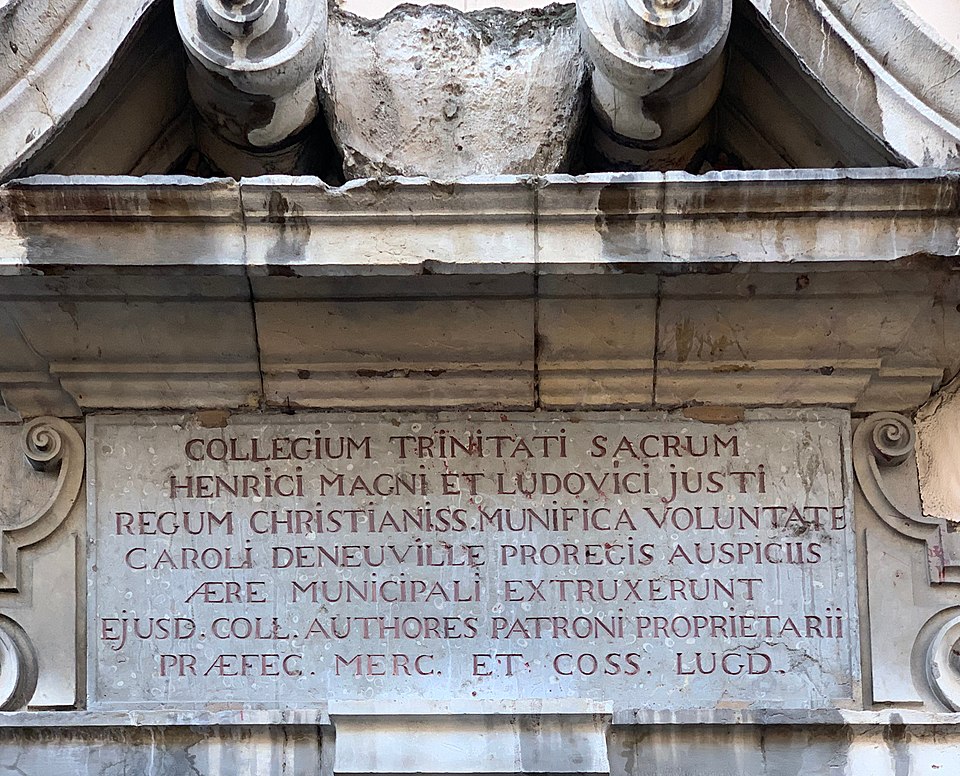 COLLEGIUM TRINITATI SACRUM
HENRICI MAGNI ET LUDOVICI JUSTI
REGUM CHRISTIANISS. MUNIFICA VOLUNTATE
CAROLI DENEUVILLE PROREGIS AUSPICIIS
ÆRE MUNICIPALI EXTRUXERUNT
EJUSD. COLL. AUTHORES PATRONI PROPRIETARII
PRÆFEC. MERC. ET COSS. LUGD.